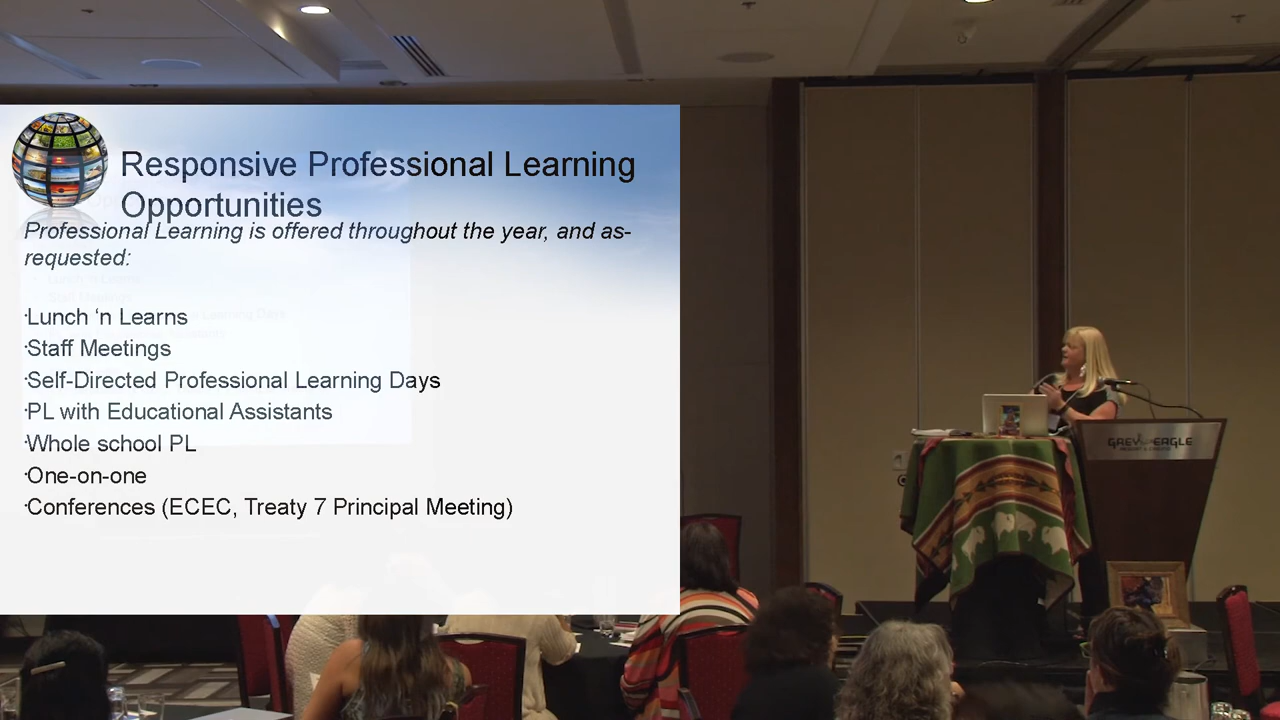 Responsive Professional Learning
Opportunities
Professional Learning is offered throughout the year, and as-
requested:
·Lunch ‘n Learns
·Staff Meetings
·Self-Directed Professional Learning Days
·PL with Educational Assistants
·Whole school PL
·One-on-one
·Conferences (ECEC, Treaty 7 Principal Meeting)
GREY EAGLE
RESORT & CASINO